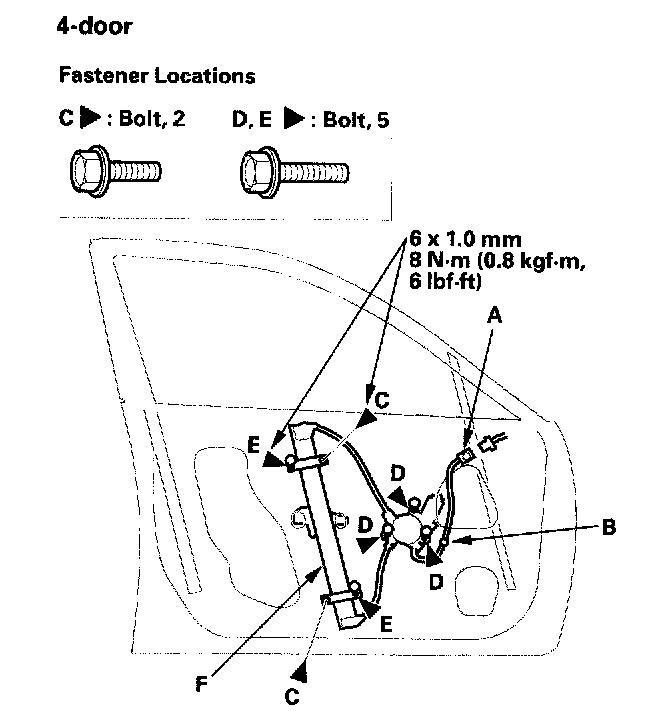 4-door
Fastener Locations
C ▶ : Bolt, 2
D, E ▶ : Bolt, 5
6 x 1.0 mm
8 N·m (0.8 kgf·m,
6 lbf·ft)
A
C
E
D
D
B
D
E
F
C